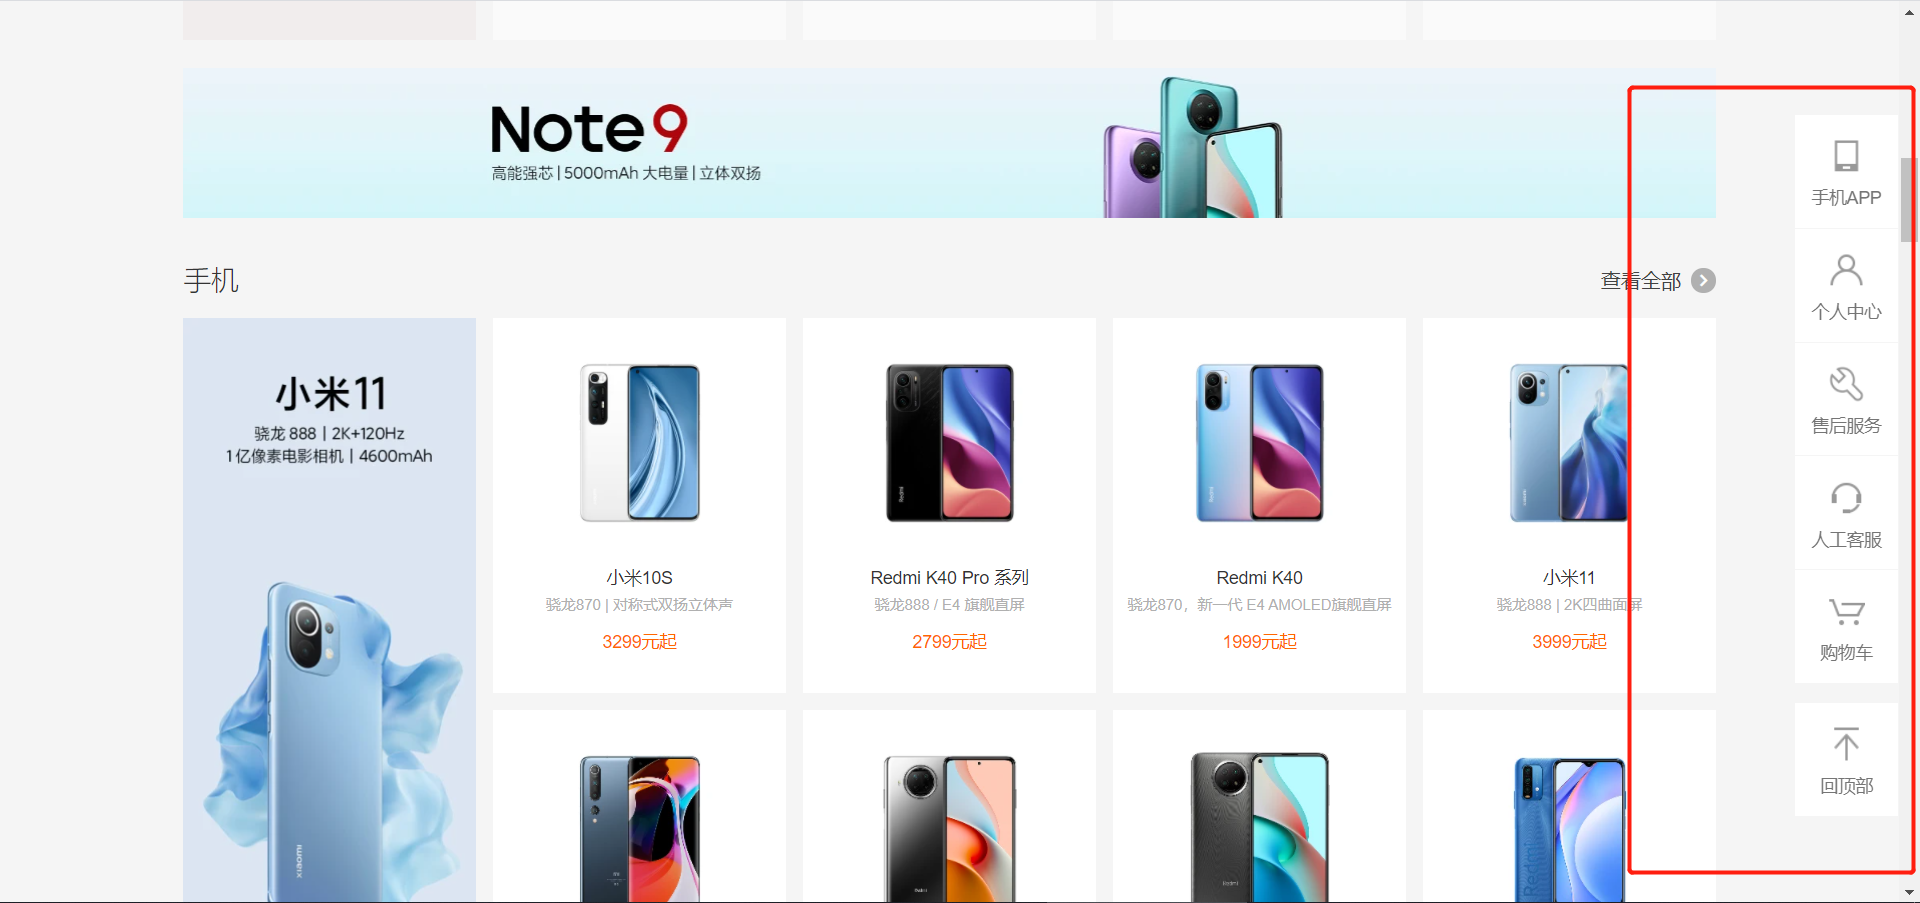 Note 9
高能强芯 | 5000mAh 大电量 | 立体双扬
手机
查看全部
小米11
骁龙 888 | 2K+120Hz
1亿像素电影相机 | 4600mAh
xiaomi
小米10S
骁龙870 | 对称式双扬立体声
3299元起
Redmi
Redmi K40 Pro 系列
骁龙888 / E4 旗舰直屏
2799元起
Redmi
Redmi K40
骁龙870，新一代 E4 AMOLED旗舰直屏
1999元起
小米11
骁龙888 | 2K四曲面屏
3999元起
Redmi
Redmi
Redmi
手机APP
个人中心
售后服务
人工客服
购物车
回顶部